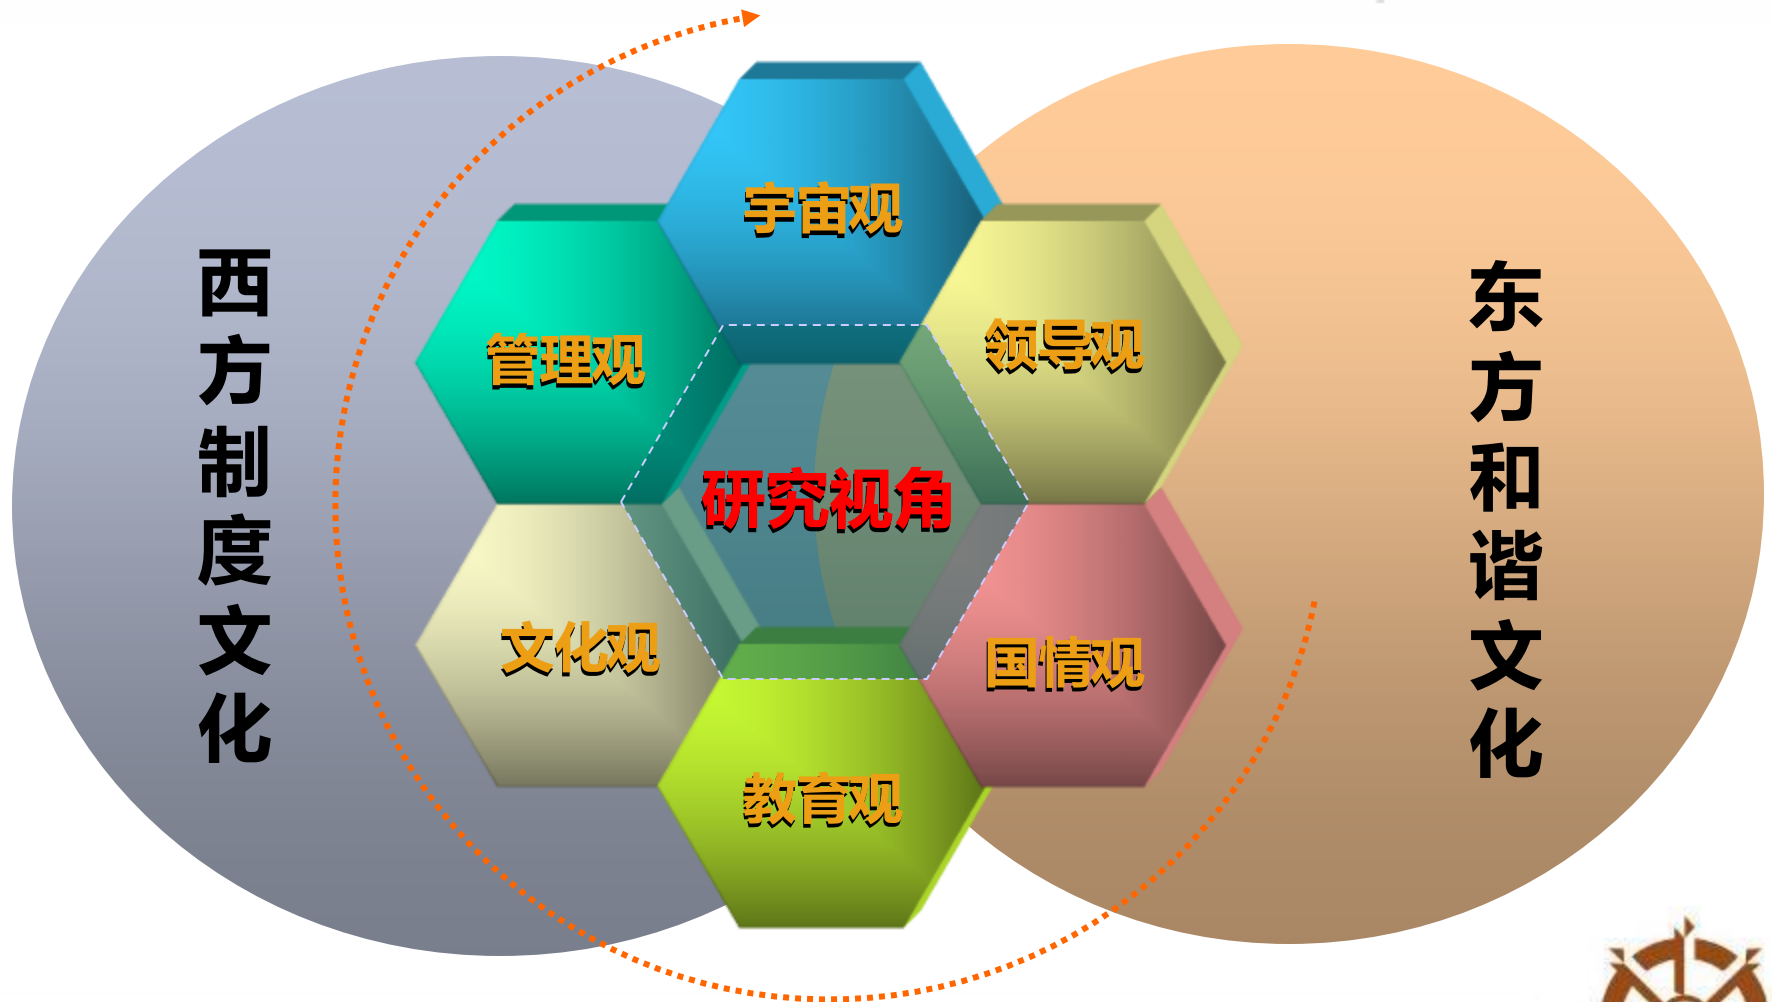 西方制度文化
宇宙观
管理观
领导观
研究视角
文化观
国情观
教育观
东方和谐文化